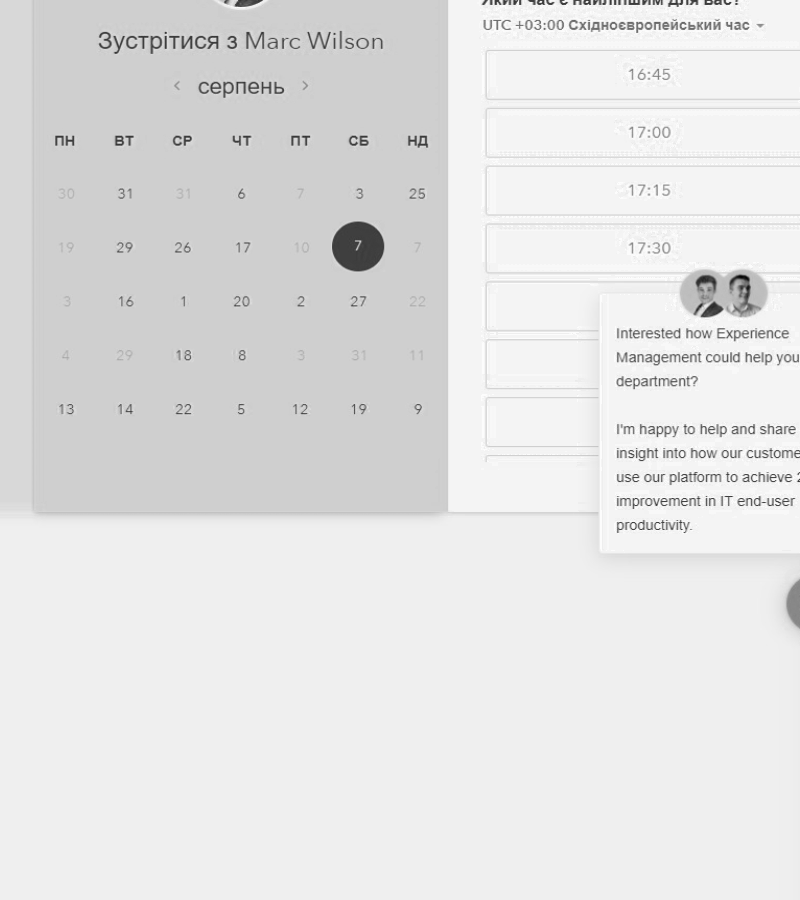 Зустрітися з Marc Wilson
серпень
ПН ВТ СР ЧТ ПТ СБ НД
30 31 31 6 7 3 25
19 29 26 17 10 7 7
3 16 1 20 2 27 22
4 29 18 8 3 31 11
13 14 22 5 12 19 9
Який час є найліпшим для вас?
UTC +03:00 Східноєвропейський час
16:45
17:00
17:15
17:30
Interested how Experience
Management could help you
department?
I'm happy to help and share
insight into how our custome
use our platform to achieve 2
improvement in IT end-user
productivity.